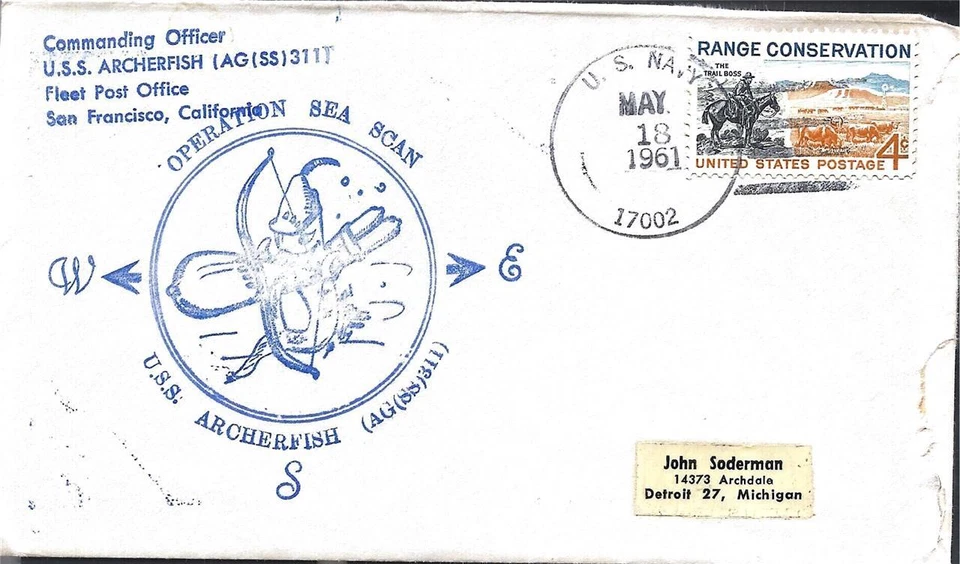 Commanding Officer
U.S.S. ARCHERFISH (AG(SS)311)
Fleet Post Office
San Francisco, California
OPERATION SEA SCAN
W
E
U.S.S. ARCHERFISH (AG(SS)311)
S
U. S. NAVY
MAY
18
1961
17002
RANGE CONSERVATION
THE
TRAIL BOSS
UNITED STATES POSTAGE 4c
John Soderman
14373 Archdale
Detroit 27, Michigan